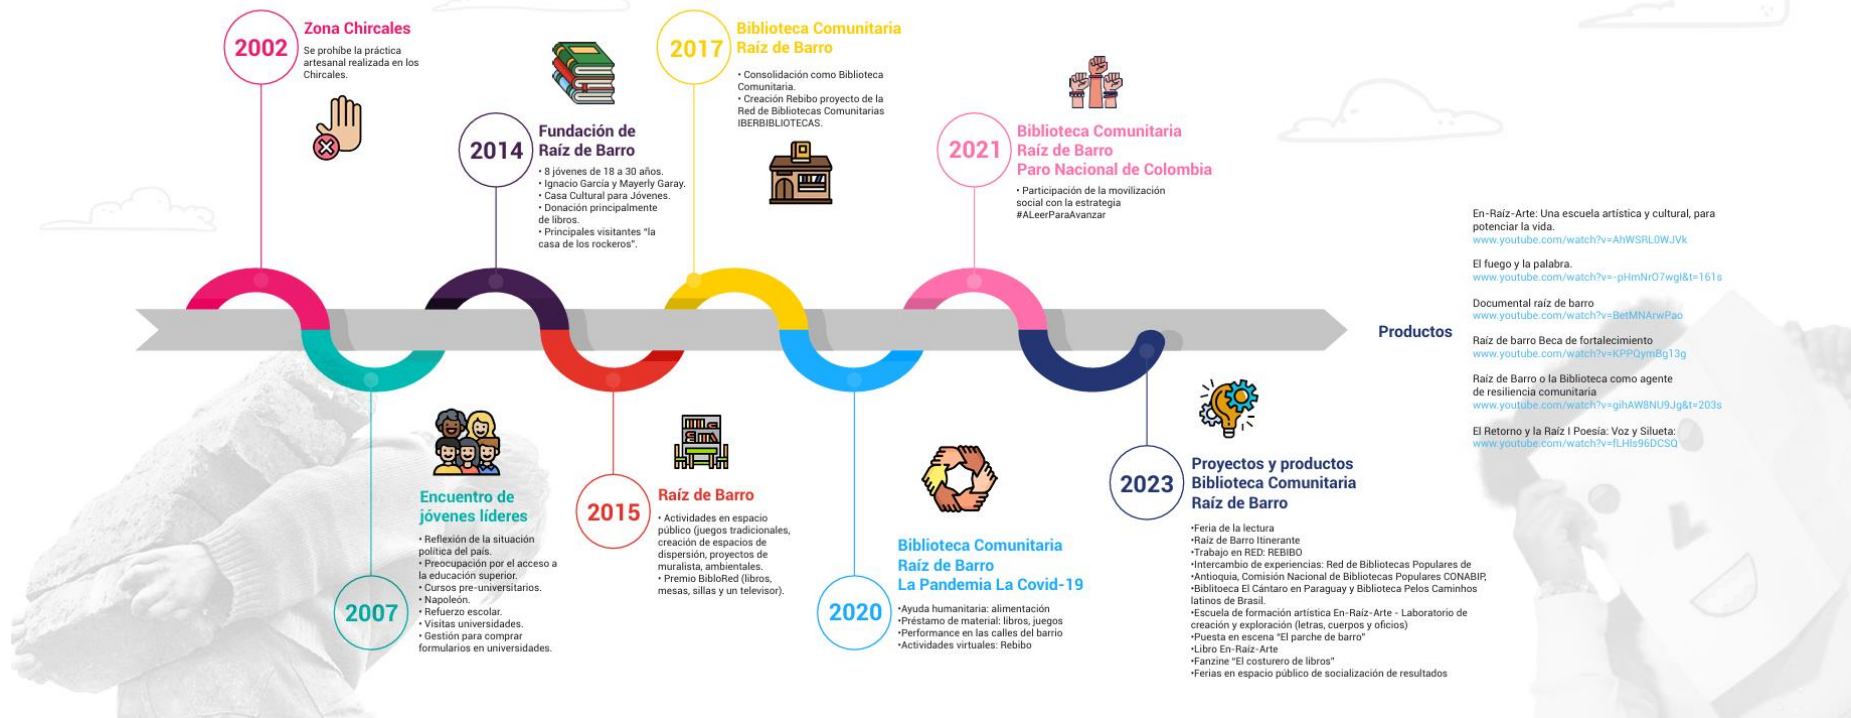 2002
Zona Chircales
Se prohíbe la práctica
artesanal realizada en los
Chircales.
2007
Encuentro de
jóvenes líderes
• Reflexión de la situación
política del país.
• Preocupación por el acceso a
la educación superior.
• Cursos pre-universitarios.
• Napoleón.
• Refuerzo escolar.
• Visitas universidades.
• Gestión para comprar
formularios en universidades.
2014
Fundación de
Raíz de Barro
• 8 jóvenes de 18 a 30 años.
• Ignacio García y Mayerly Garay.
• Casa Cultural para Jóvenes.
• Donación principalmente
de libros.
• Principales visitantes "la
casa de los rockeros".
2015
Raíz de Barro
• Actividades en espacio
público (juegos tradicionales,
creación de espacios de
dispersión, proyectos de
muralista, ambientales.
• Premio BibloRed (libros,
mesas, sillas y un televisor).
2017
Biblioteca Comunitaria
Raíz de Barro
• Consolidación como Biblioteca
Comunitaria.
• Creación Rebibo proyecto de la
Red de Bibliotecas Comunitarias
IBERBIBLIOTECAS.
2020
Biblioteca Comunitaria
Raíz de Barro
La Pandemia La Covid-19
•Ayuda humanitaria: alimentación
•Préstamo de material: libros, juegos
•Performance en las calles del barrio
•Actividades virtuales: Rebibo
2021
Biblioteca Comunitaria
Raíz de Barro
Paro Nacional de Colombia
• Participación de la movilización
social con la estrategia
#ALeerParaAvanzar
2023
Proyectos y productos
Biblioteca Comunitaria
Raíz de Barro
•Feria de la lectura
•Raíz de Barro Itinerante
•Trabajo en RED: REBIBO
•Intercambio de experiencias: Red de Bibliotecas Populares de
•Antioquia, Comisión Nacional de Bibliotecas Populares CONABIP,
•Biblitoeca El Cántaro en Paraguay y Biblioteca Pelos Caminhos
latinos de Brasil.
•Escuela de formación artística En-Raíz-Arte - Laboratorio de
creación y exploración (letras, cuerpos y oficios)
•Puesta en escena "El parche de barro"
•Libro En-Raíz-Arte
•Fanzine "El costurero de libros"
•Ferias en espacio público de socialización de resultados
Productos
En-Raíz-Arte: Una escuela artística y cultural, para
potenciar la vida.
www.youtube.com/watch?v=AhWSRL0WJVk
El fuego y la palabra.
www.youtube.com/watch?v=-pHmNrO7wgI&t=161s
Documental raíz de barro
www.youtube.com/watch?v=BetMNArwPao
Raíz de barro Beca de fortalecimiento
www.youtube.com/watch?v=KPPQymBg13g
Raíz de Barro o la Biblioteca como agente
de resiliencia comunitaria
www.youtube.com/watch?v=gihAW8NU9Jg&t=203s
El Retorno y la Raíz I Poesía: Voz y Silueta:
www.youtube.com/watch?v=fLHls96DCSQ